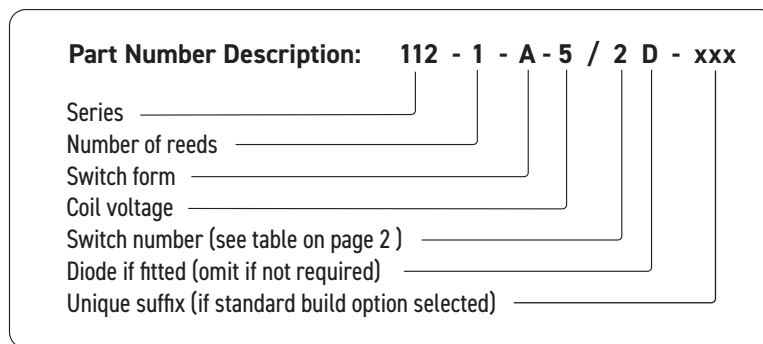 Part Number Description: 112 - 1 - A - 5 / 2 D - xxx
Series
Number of reeds
Switch form
Coil voltage
Switch number (see table on page 2 )
Diode if fitted (omit if not required)
Unique suffix (if standard build option selected)